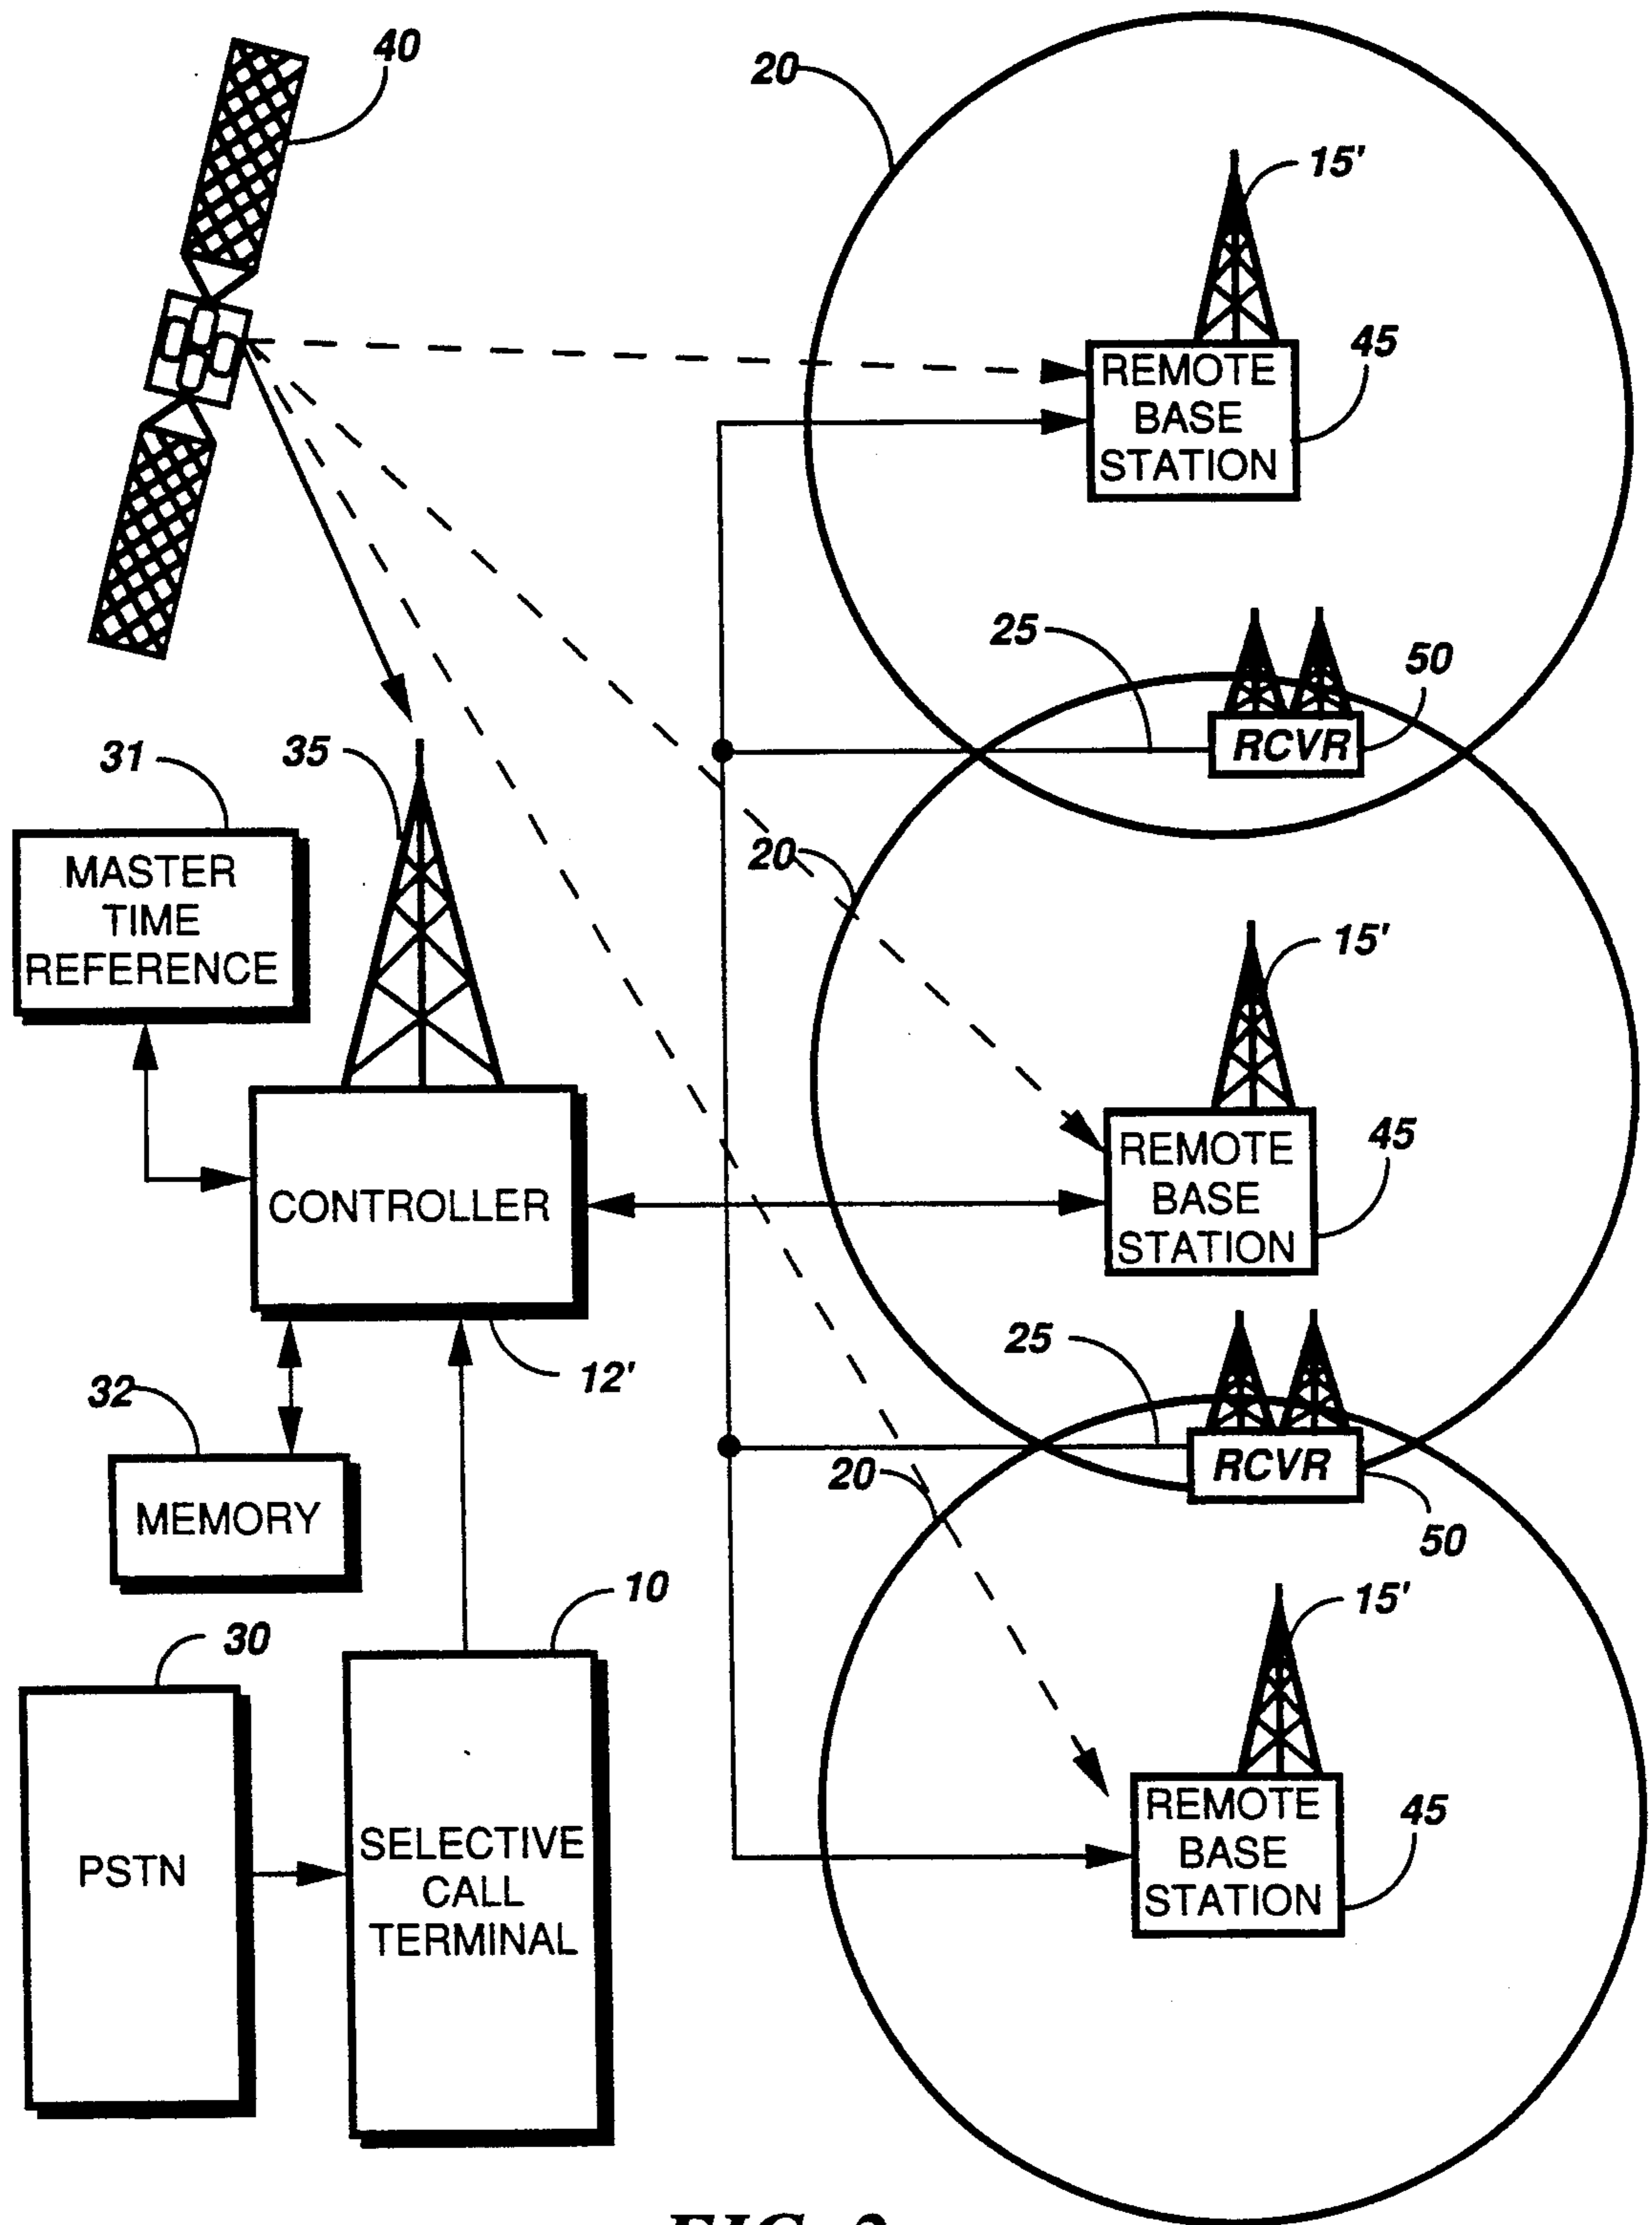 40
20
15'
REMOTE
BASE
STATION
45
25
50
RCVR
31
35
MASTER
TIME
REFERENCE
20
15'
REMOTE
BASE
STATION
45
CONTROLLER
12'
32
MEMORY
25
RCVR
50
20
10
30
15'
PSTN
SELECTIVE
CALL
TERMINAL
REMOTE
BASE
STATION
45